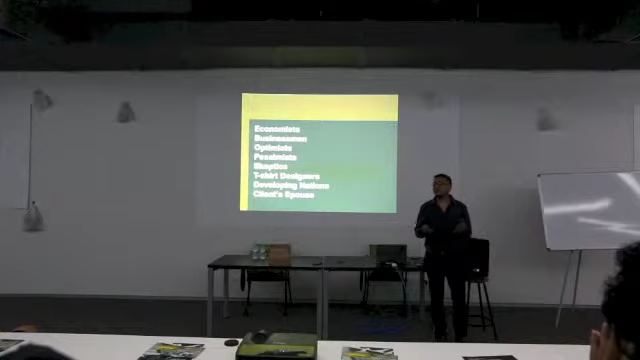 Economists
Businessmen
Optimists
Pessimists
Skeptics
T-shirt Designers
Developing Nations
Client's Spouse